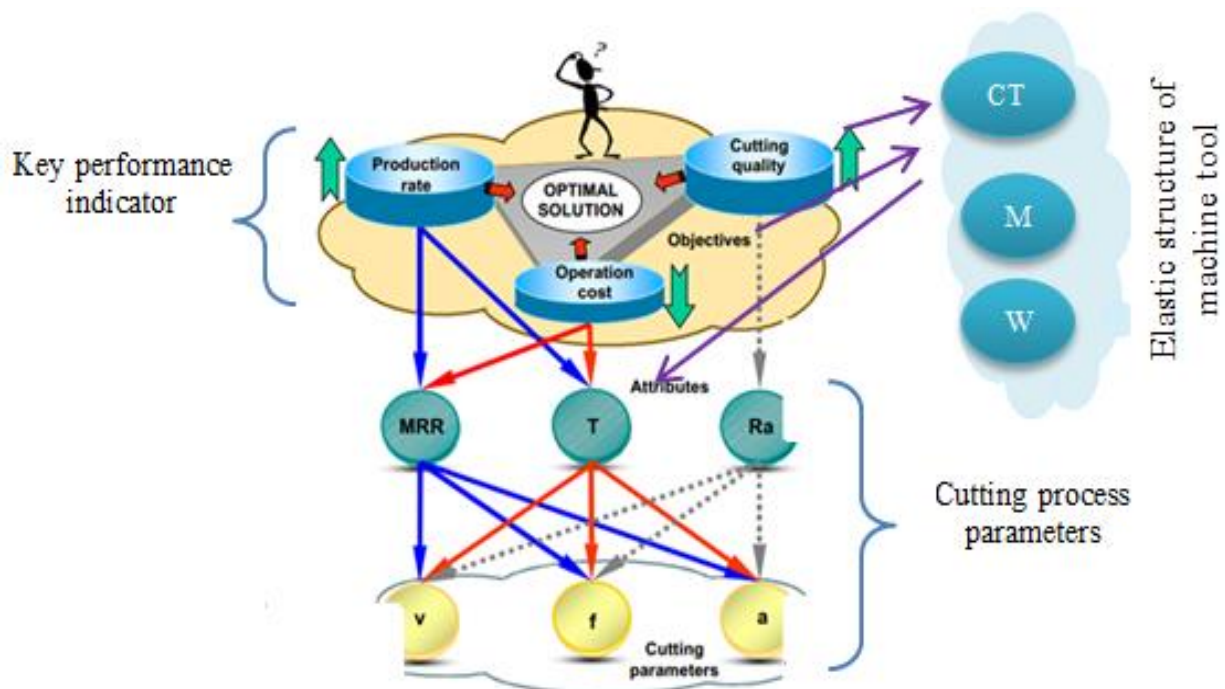 ?
CT
Key performance
indicator
Production
rate
Cutting
quality
OPTIMAL
SOLUTION
Objectives
Operation
cost
M
W
Elastic structure of
machine tool
Attributes
MRR
T
Ra
Cutting process
parameters
v
f
a
Cutting
parameters